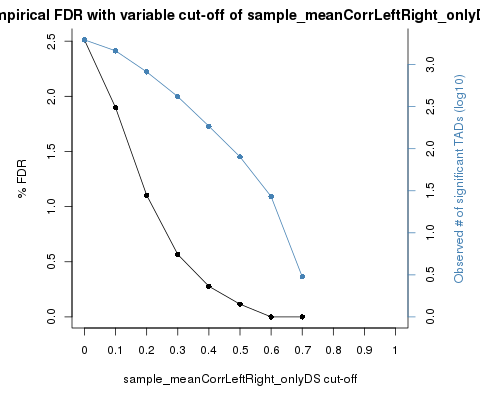 mpirical FDR with variable cut-off of sample_meanCorrLeftRight_onlyD
% FDR
0.0 0.5 1.0 1.5 2.0 2.5
0.0 0.5 1.0 1.5 2.0 2.5 3.0
Observed # of significant TADs (log10)
0 0.1 0.2 0.3 0.4 0.5 0.6 0.7 0.8 0.9 1
sample_meanCorrLeftRight_onlyDS cut-off